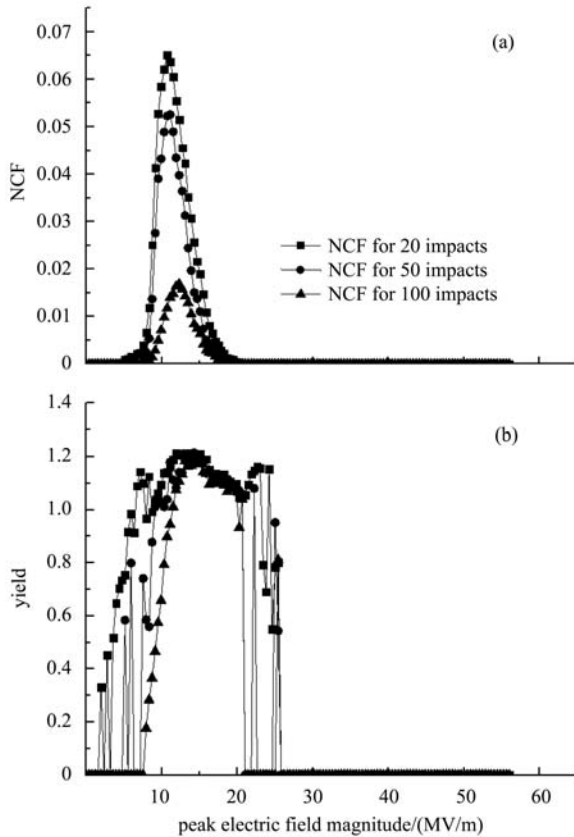 (a)
0.07
0.06
0.05
0.04
0.03
0.02
0.01
0
NCF
NCF for 20 impacts
NCF for 50 impacts
NCF for 100 impacts
(b)
1.4
1.2
1.0
0.8
0.6
0.4
0.2
0
yield
10 20 30 40 50 60
peak electric field magnitude/(MV/m)